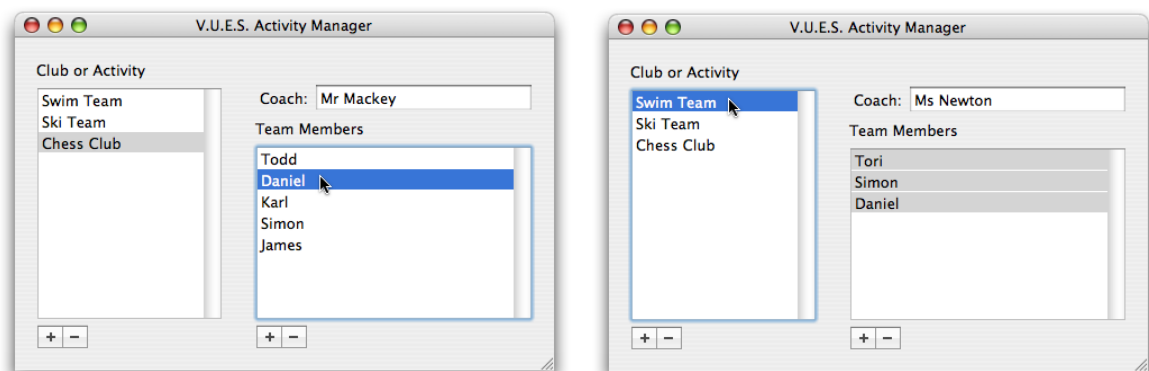 V.U.E.S. Activity Manager
Club or Activity
Swim Team
Ski Team
Chess Club
Coach: Mr Mackey
Team Members
Todd
Daniel
Karl
Simon
James
+ −
+ −
V.U.E.S. Activity Manager
Club or Activity
Swim Team
Ski Team
Chess Club
Coach: Ms Newton
Team Members
Tori
Simon
Daniel
+ −
+ −